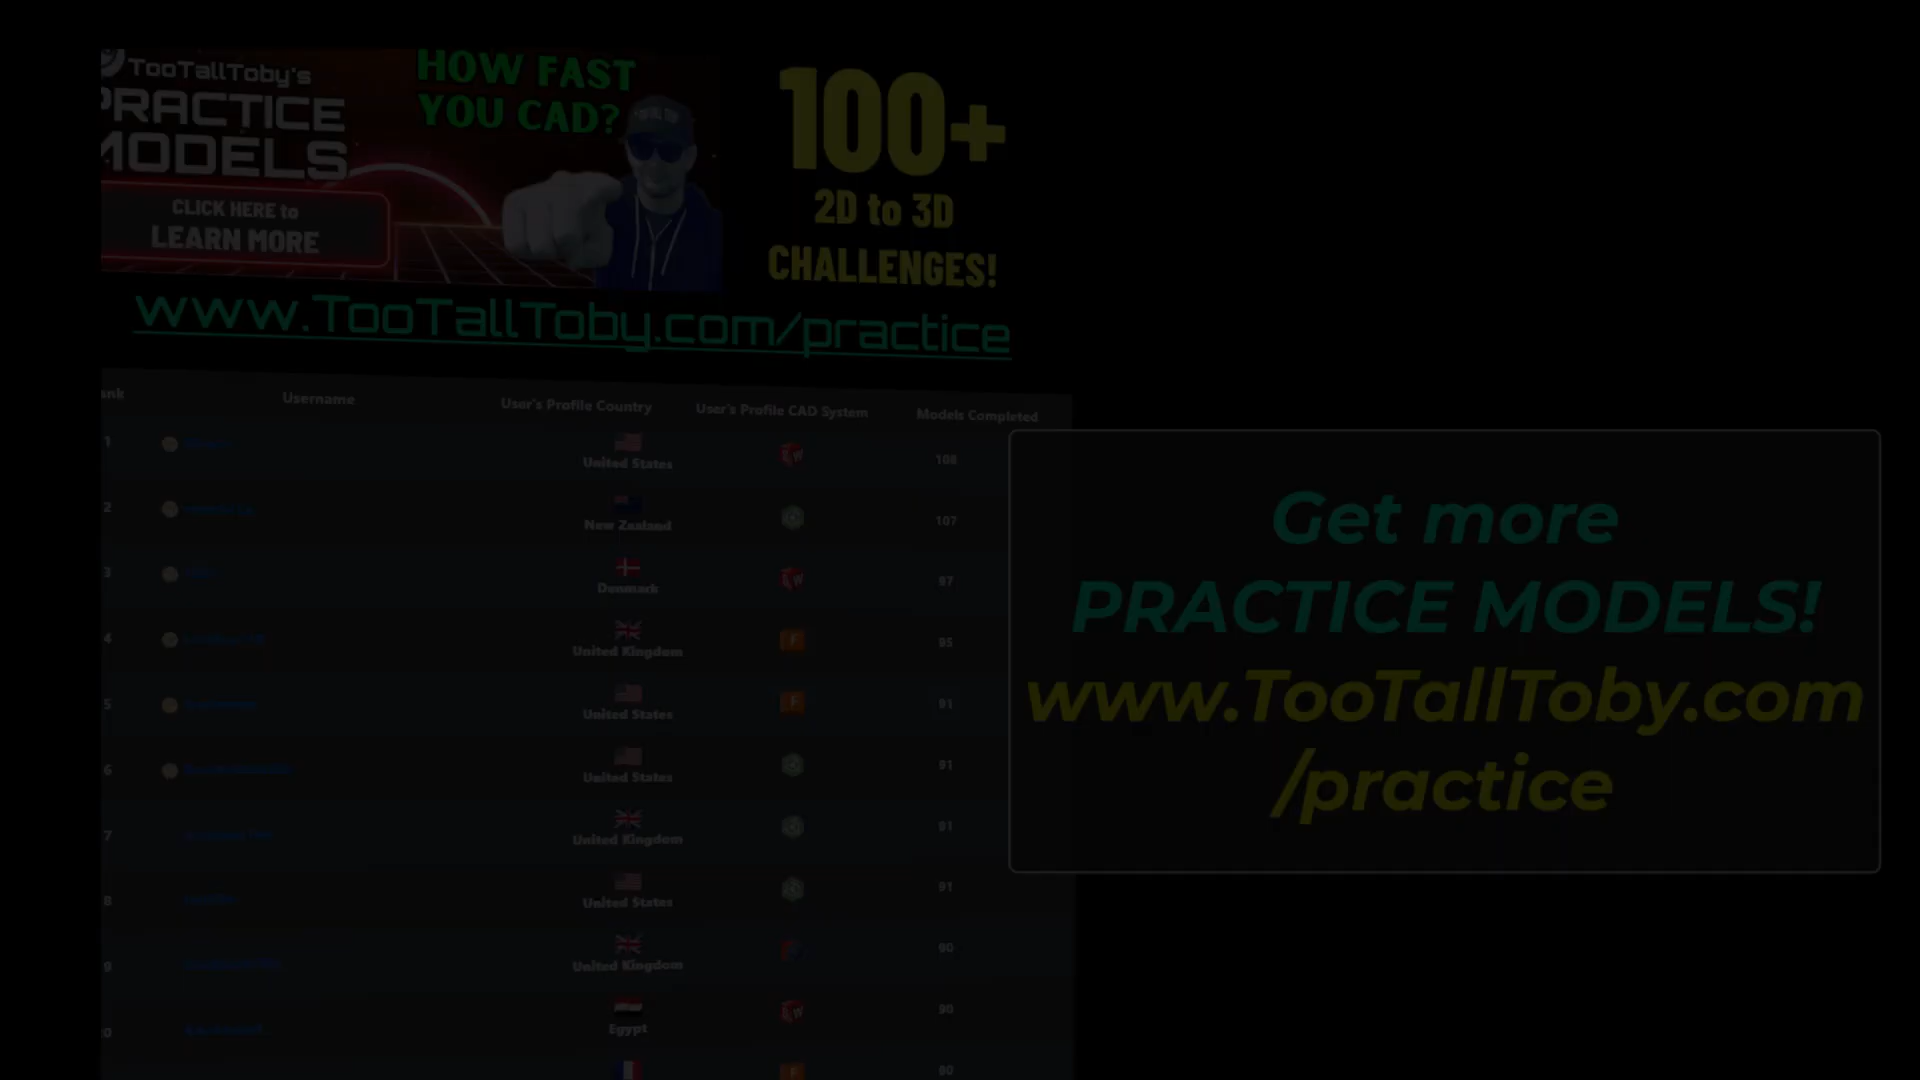 TooTallToby's
PRACTICE
MODELS
CLICK HERE to
LEARN MORE
HOW FAST
YOU CAD?
100+
2D to 3D
CHALLENGES!
www.TooTallToby.com/practice
ank Username User's Profile Country User's Profile CAD System Models Completed
1 United States 108
2 New Zealand 107
3 Denmark 97
4 United Kingdom 95
5 United States 91
6 United States 91
7 United Kingdom 91
8 United States 91
9 United Kingdom 90
0 Egypt 90
Get more
PRACTICE MODELS!
www.TooTallToby.com
/practice